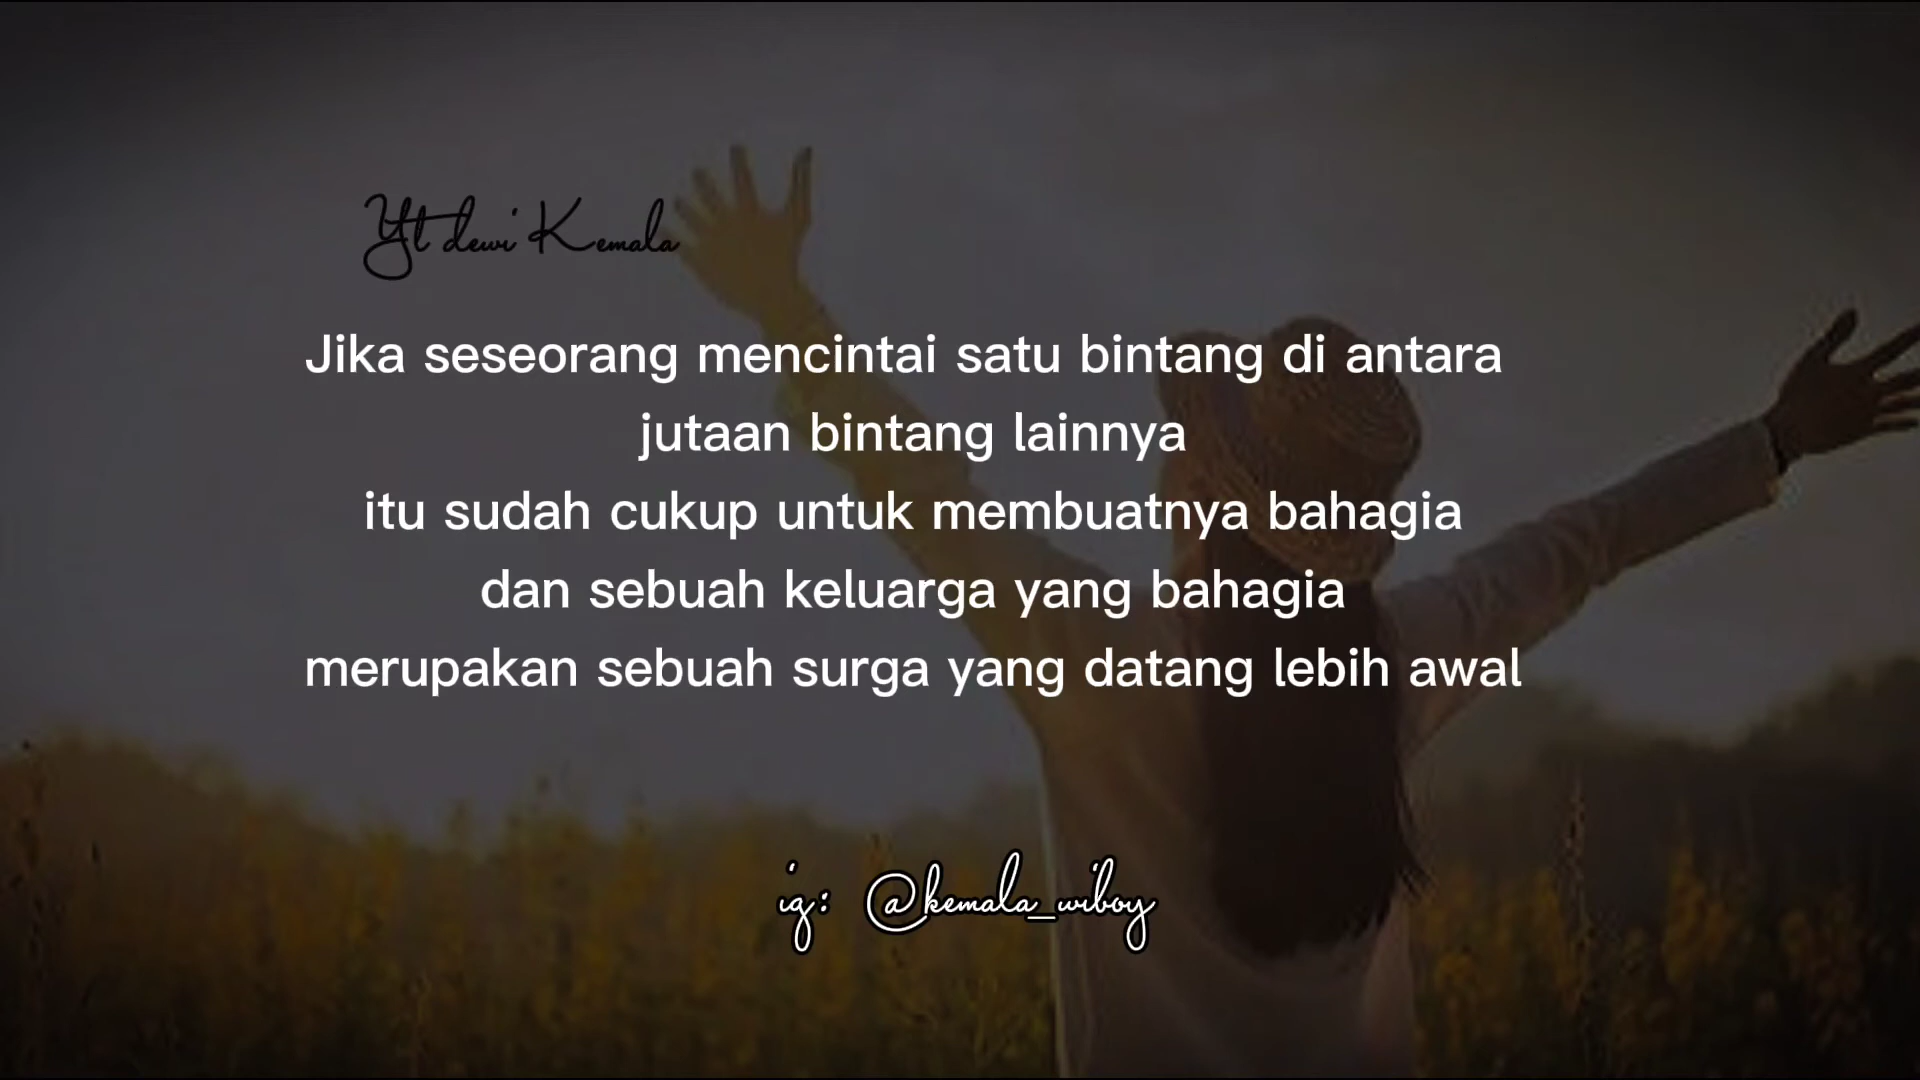 Yt dewi Kemala
Jika seseorang mencintai satu bintang di antara
jutaan bintang lainnya
itu sudah cukup untuk membuatnya bahagia
dan sebuah keluarga yang bahagia
merupakan sebuah surga yang datang lebih awal
ig: @kemala_wiboy